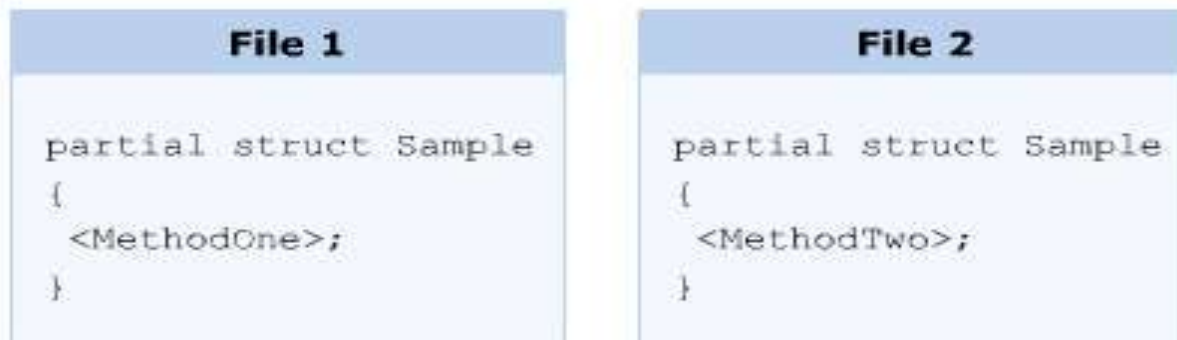 File 1
partial struct Sample
{
<MethodOne>;
}
File 2
partial struct Sample
{
<MethodTwo>;
}